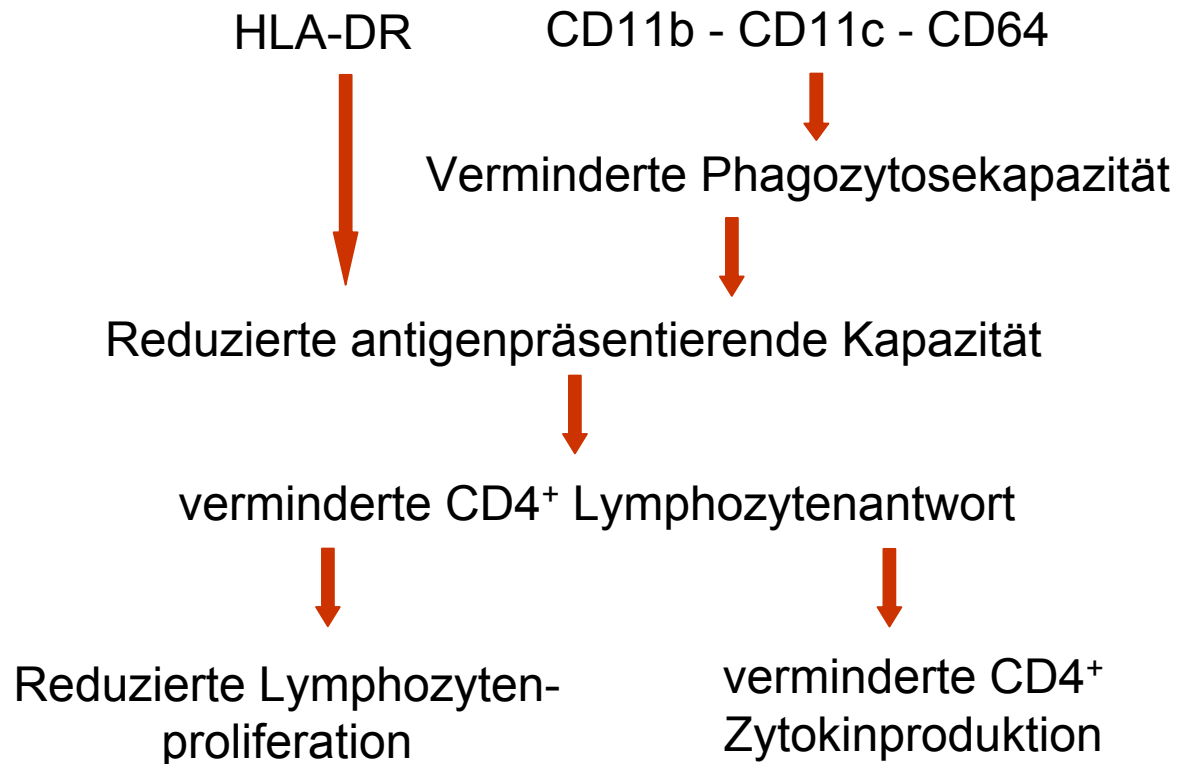 HLA-DR
CD11b - CD11c - CD64
Verminderte Phagozytosekapazität
Reduzierte antigenpräsentierende Kapazität
verminderte CD4⁺ Lymphozytenantwort
Reduzierte Lymphozyten-
proliferation
verminderte CD4⁺
Zytokinproduktion